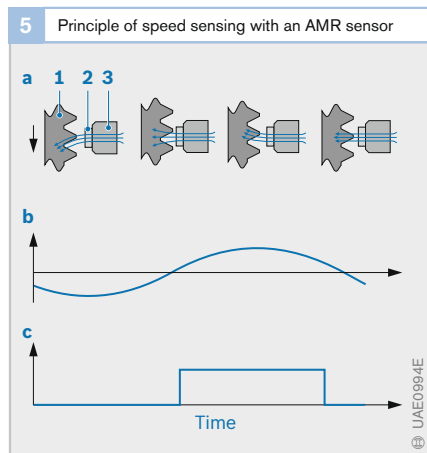 5 Principle of speed sensing with an AMR sensor
a 1 2 3
b
c
Time
UAE0994E